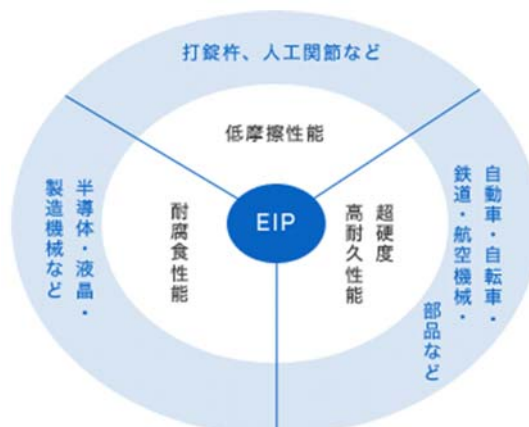 打錠杵、人工関節など
低摩擦性能
EIP
耐腐食性能
超硬度
高耐久性能
半導体・液晶・
製造機械など
自動車・自転車・
鉄道・航空機械・
部品など